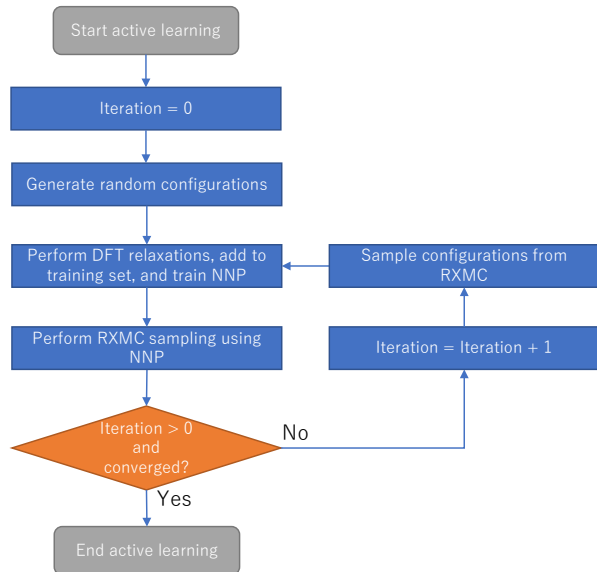 Start active learning
Iteration = 0
Generate random configurations
Perform DFT relaxations, add to
training set, and train NNP
Sample configurations from
RXMC
Perform RXMC sampling using
NNP
Iteration = Iteration + 1
Iteration > 0
and
converged?
No
Yes
End active learning